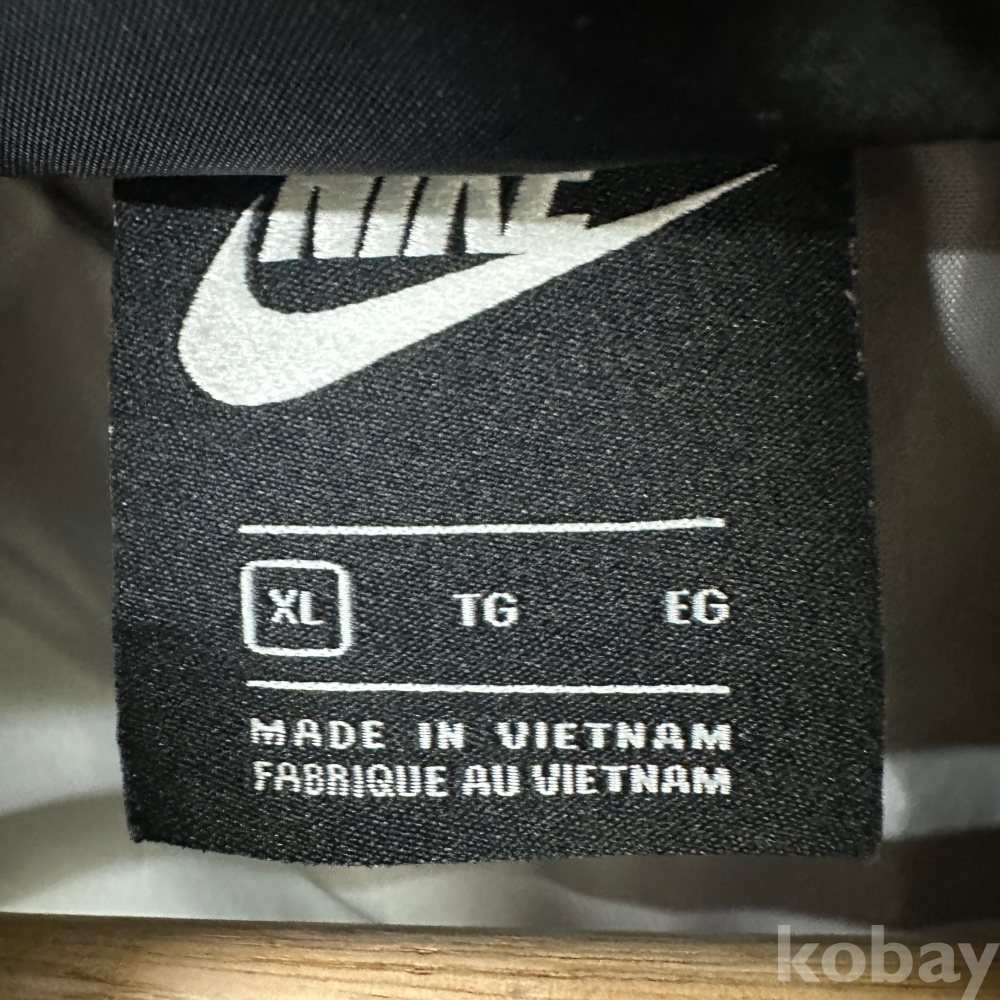 NIKE
XL TG EG
MADE IN VIETNAM
FABRIQUE AU VIETNAM
kobay